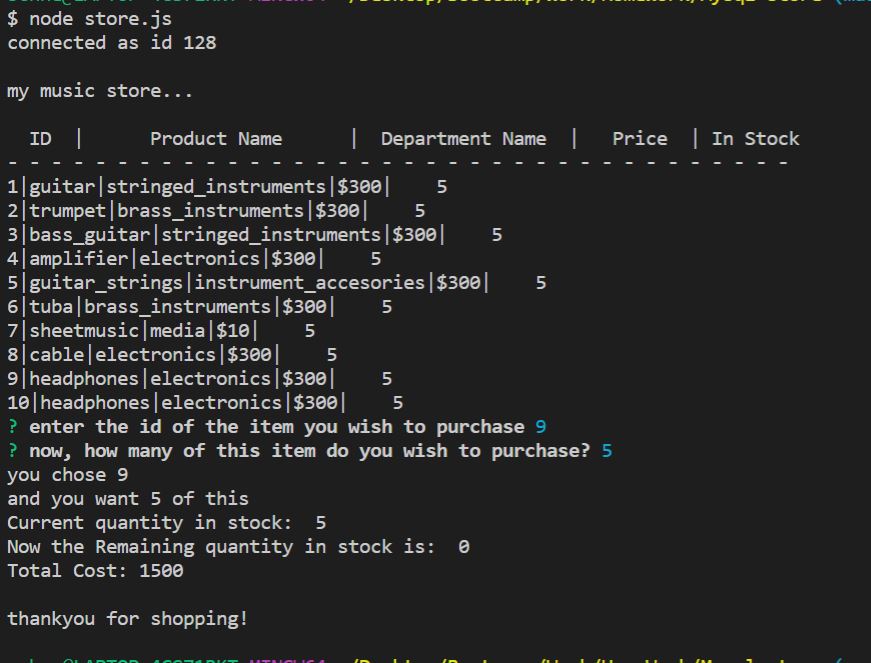 $ node store.js
connected as id 128
my music store...
ID | Product Name | Department Name | Price | In Stock
- - - - - - - - - - - - - - - - - - - - - - - - - - - - - - - - - - - -
1|guitar|stringed_instruments|$300| 5
2|trumpet|brass_instruments|$300| 5
3|bass_guitar|stringed_instruments|$300| 5
4|amplifier|electronics|$300| 5
5|guitar_strings|instrument_accesories|$300| 5
6|tuba|brass_instruments|$300| 5
7|sheetmusic|media|$10| 5
8|cable|electronics|$300| 5
9|headphones|electronics|$300| 5
10|headphones|electronics|$300| 5
? enter the id of the item you wish to purchase 9
? now, how many of this item do you wish to purchase? 5
you chose 9
and you want 5 of this
Current quantity in stock: 5
Now the Remaining quantity in stock is: 0
Total Cost: 1500
thankyou for shopping!